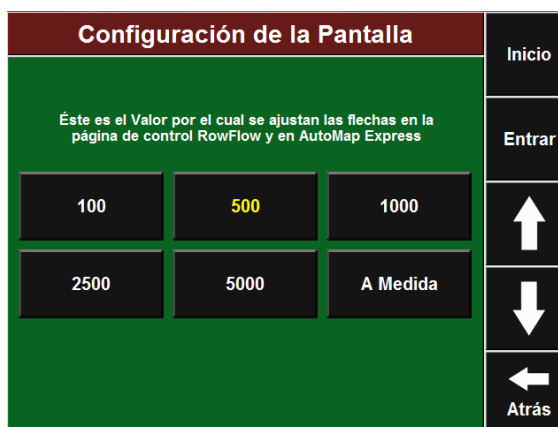 Configuración de la Pantalla
Éste es el Valor por el cual se ajustan las flechas en la
página de control RowFlow y en AutoMap Express
100
500
1000
2500
5000
A Medida
Inicio
Entrar
Atrás